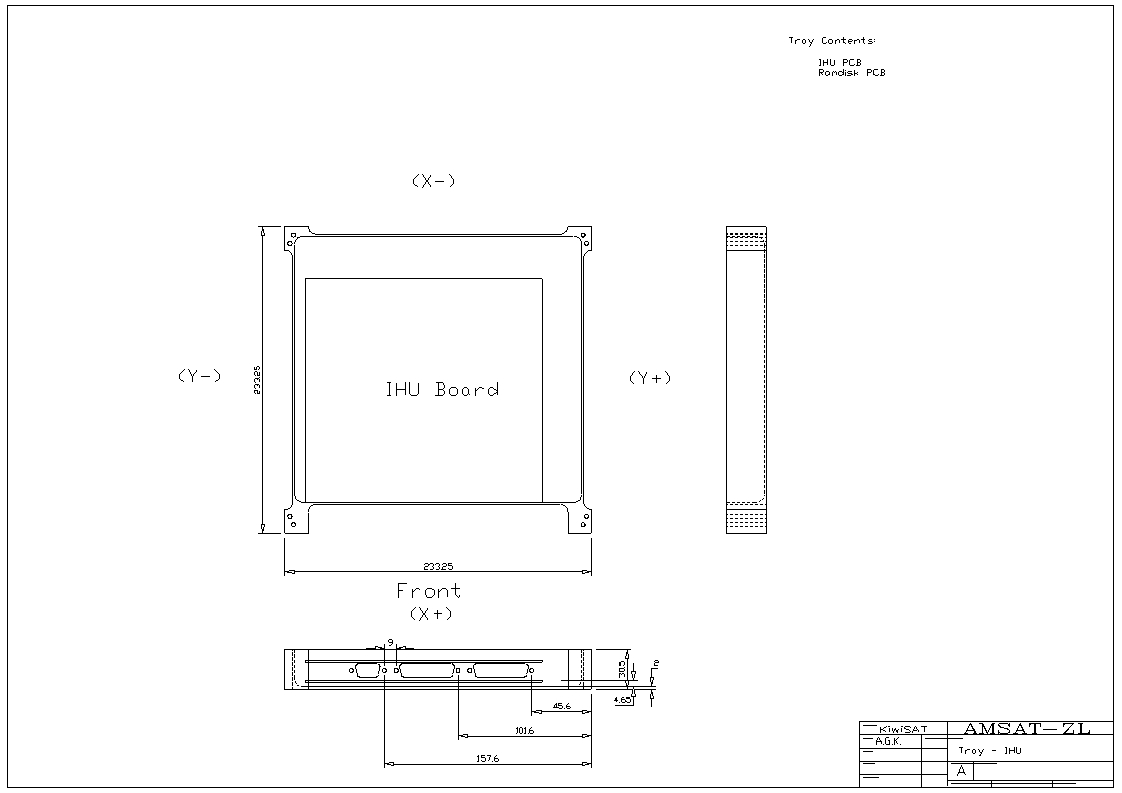 Tray Contents:
IHU PCB
Ramdisk PCB
(X-)
(Y-)
233.25
IHU Board
(Y+)
233.25
Front
(X+)
9
30.5
2
4.65
45.6
101.6
157.6
KiwiSAT
AMSAT-ZL
A.G.K.
Tray - IHU
A